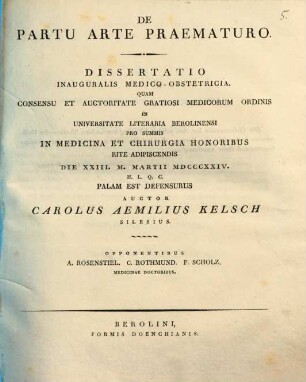 5.
DE
PARTU ARTE PRAEMATURO.
DISSERTATIO
INAUGURALIS MEDICO-OBSTETRICIA,
QUAM
CONSENSU ET AUCTORITATE GRATIOSI MEDICORUM ORDINIS
IN
UNIVERSITATE LITERARIA BEROLINENSI
PRO SUMMIS
IN MEDICINA ET CHIRURGIA HONORIBUS
RITE ADIPISCENDIS
DIE XXIII. M. MARTII MDCCCXXIV.
H. L. Q. C.
PALAM EST DEFENSURUS
AUCTOR
CAROLUS AEMILIUS KELSCH
SILESIUS.
OPPONENTIBUS
A. ROSENSTIEL. C. ROTHMUND. F. SCHOLZ,
MEDICINAE DOCTORIBUS.
BEROLINI,
FORMIS DOENCHIANIS.